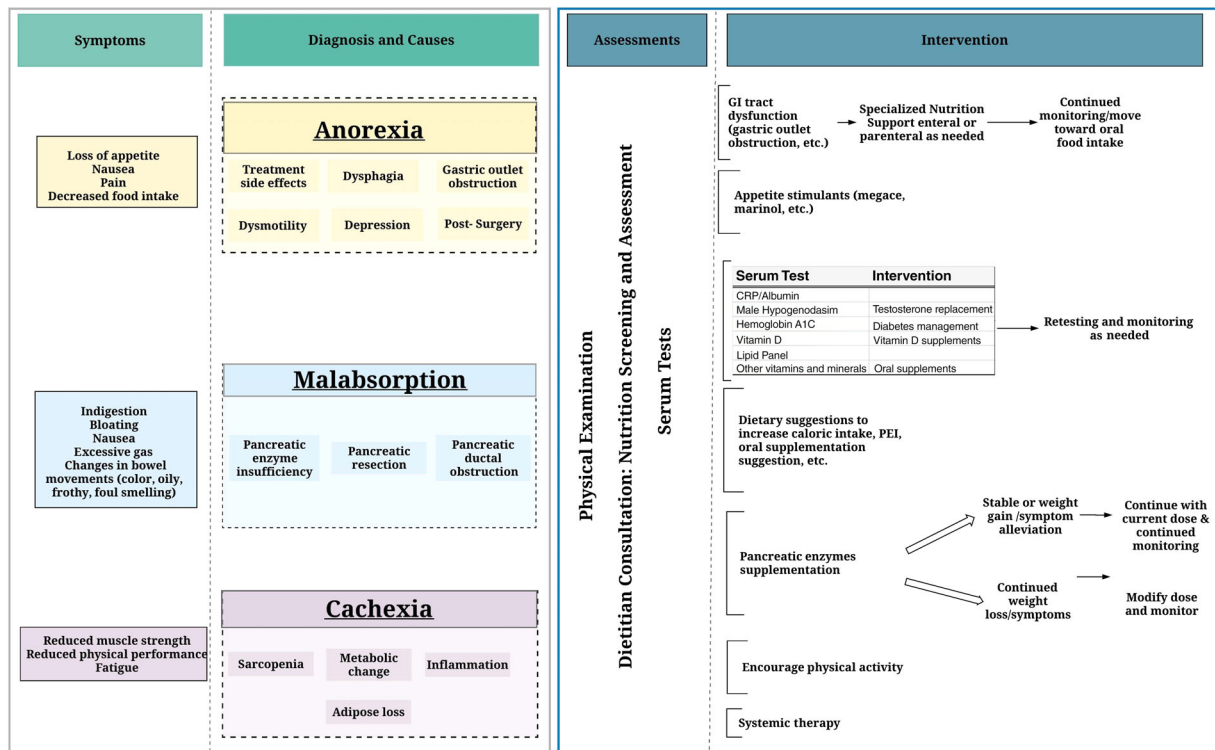 Symptoms
Diagnosis and Causes
Assessments
Intervention
Loss of appetite
Nausea
Pain
Decreased food intake
Anorexia
Treatment
side effects
Dysphagia
Gastric outlet
obstruction
Dysmotility
Depression
Post- Surgery
Indigestion
Bloating
Nausea
Excessive gas
Changes in bowel
movements (color, oily,
frothy, foul smelling)
Malabsorption
Pancreatic
enzyme
insufficiency
Pancreatic
resection
Pancreatic
ductal
obstruction
Reduced muscle strength
Reduced physical performance
Fatigue
Cachexia
Sarcopenia
Metabolic
change
Inflammation
Adipose loss
Physical Examination
Dietitian Consultation: Nutrition Screening and Assessment
Serum Tests
GI tract
dysfunction
(gastric outlet
obstruction, etc.)
Specialized Nutrition
Support enteral or
parenteral as needed
Continued
monitoring/move
toward oral
food intake
Appetite stimulants (megace,
marinol, etc.)
Serum Test Intervention
CRP/Albumin
Male Hypogenodasim Testosterone replacement
Hemoglobin A1C Diabetes management
Vitamin D Vitamin D supplements
Lipid Panel
Other vitamins and minerals Oral supplements
Retesting and monitoring
as needed
Dietary suggestions to
increase caloric intake, PEI,
oral supplementation
suggestion, etc.
Pancreatic enzymes
supplementation
Stable or weight
gain /symptom
alleviation
Continue with
current dose &
continued
monitoring
Continued
weight
loss/symptoms
Modify dose
and monitor
Encourage physical activity
Systemic therapy